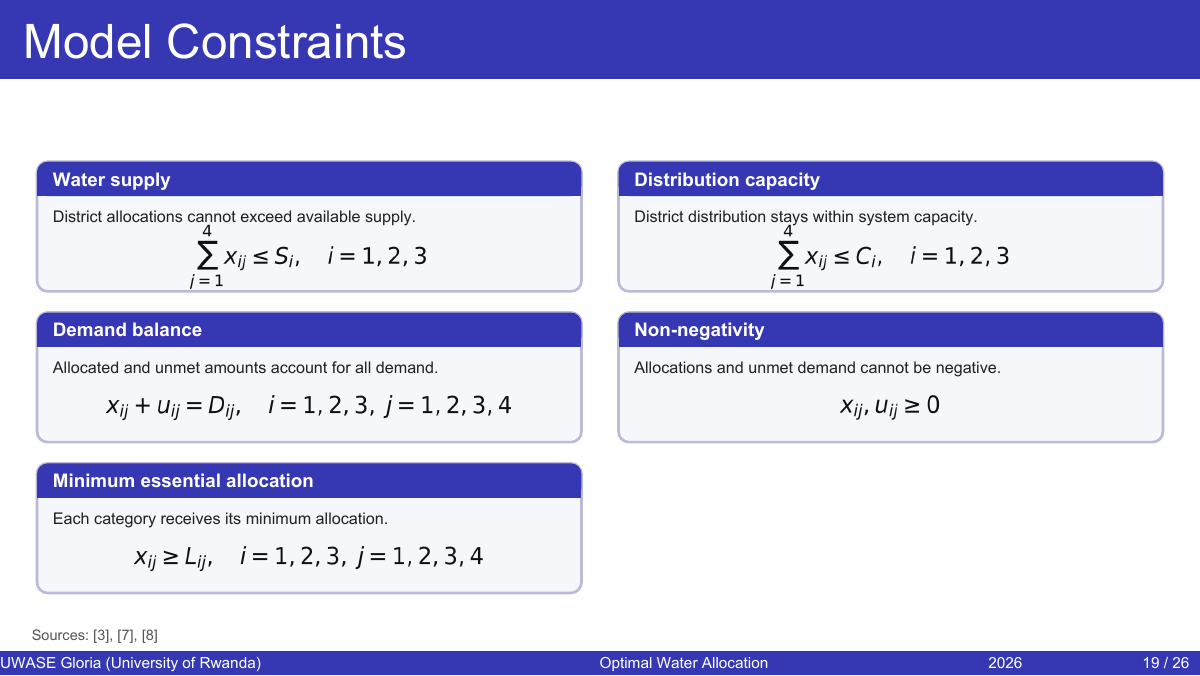 Model Constraints
Water supply
District allocations cannot exceed available supply.
4
∑ x_ij ≤ S_i, i = 1, 2, 3
j = 1
Distribution capacity
District distribution stays within system capacity.
4
∑ x_ij ≤ C_i, i = 1, 2, 3
j = 1
Demand balance
Allocated and unmet amounts account for all demand.
x_ij + u_ij = D_ij, i = 1, 2, 3, j = 1, 2, 3, 4
Non-negativity
Allocations and unmet demand cannot be negative.
x_ij, u_ij ≥ 0
Minimum essential allocation
Each category receives its minimum allocation.
x_ij ≥ L_ij, i = 1, 2, 3, j = 1, 2, 3, 4
Sources: [3], [7], [8]
UWASE Gloria (University of Rwanda) Optimal Water Allocation 2026 19 / 26